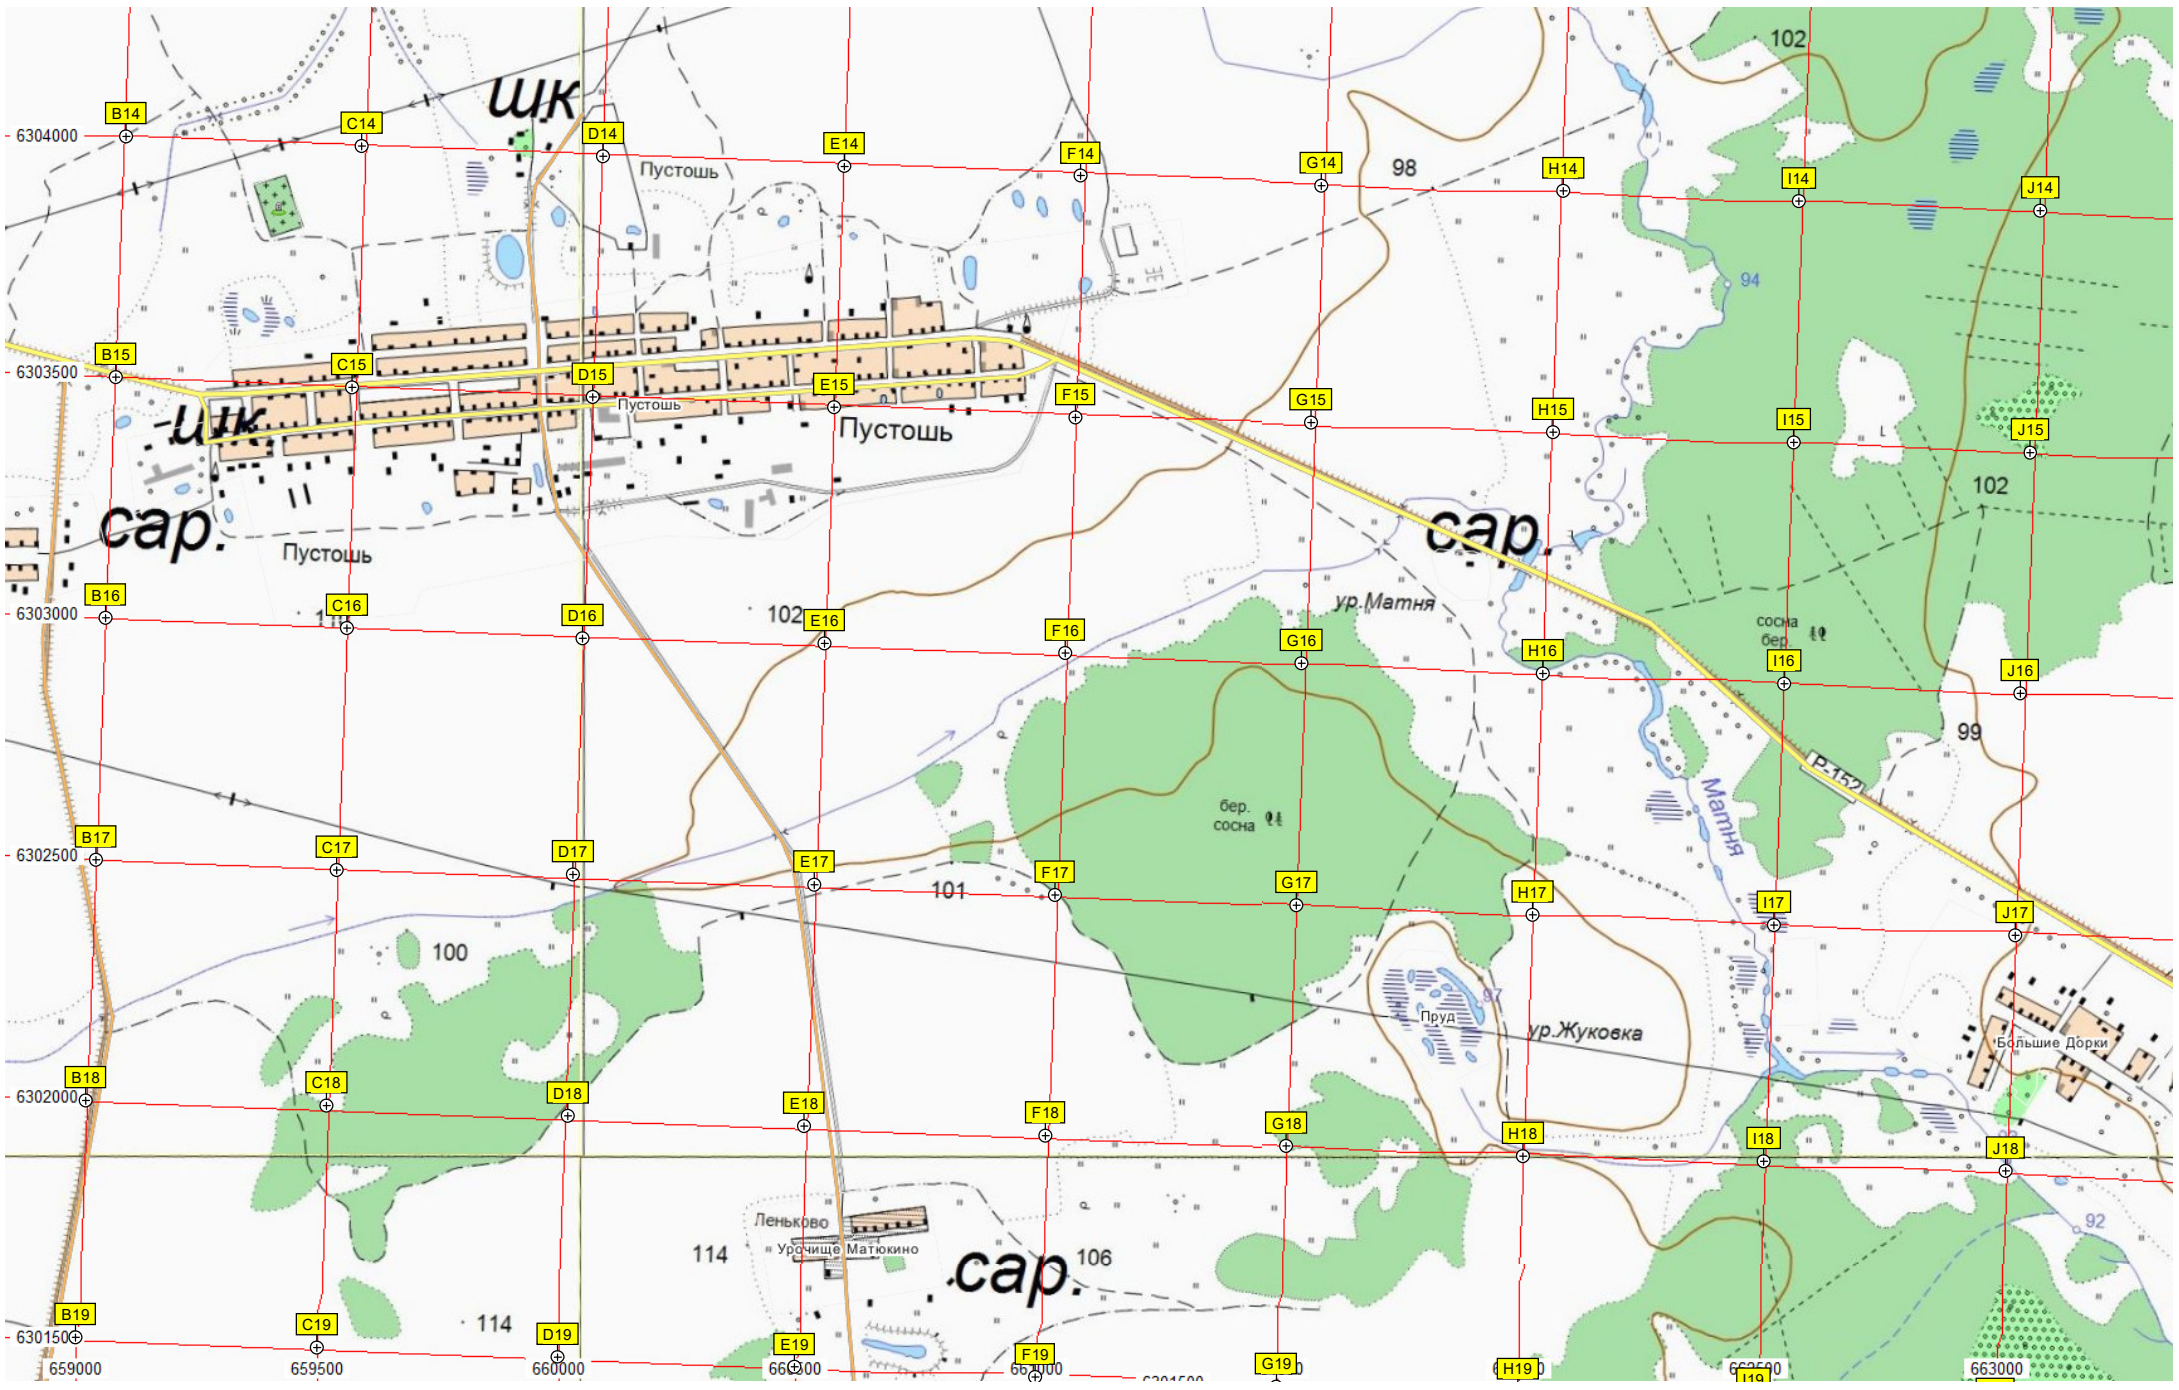 102
шк
B14
6304000
C14
D14
E14
F14
G14
H14
I14
J14
Пустошь
98
94
B15
6303500
C15
D15
E15
F15
G15
H15
I15
J15
Пустошь
шк
Пустошь
102
сар.
сар.
Пустошь
B16
6303000
C16
D16
102
E16
F16
G16
H16
I16
J16
ур.Матня
сосна
бер.
99
Р-152
Матня
бер.
сосна
B17
6302500
C17
D17
E17
F17
G17
H17
I17
J17
101
100
97
Пруд
ур.Жуковка
Большие Дорки
B18
6302000
C18
D18
E18
F18
G18
H18
I18
J18
92
Леньково
114
Урочище Матюкино
сар.
106
114
B19
6301500
C19
D19
E19
F19
G19
H19
I19
659000
659500
660000
663000
6301500